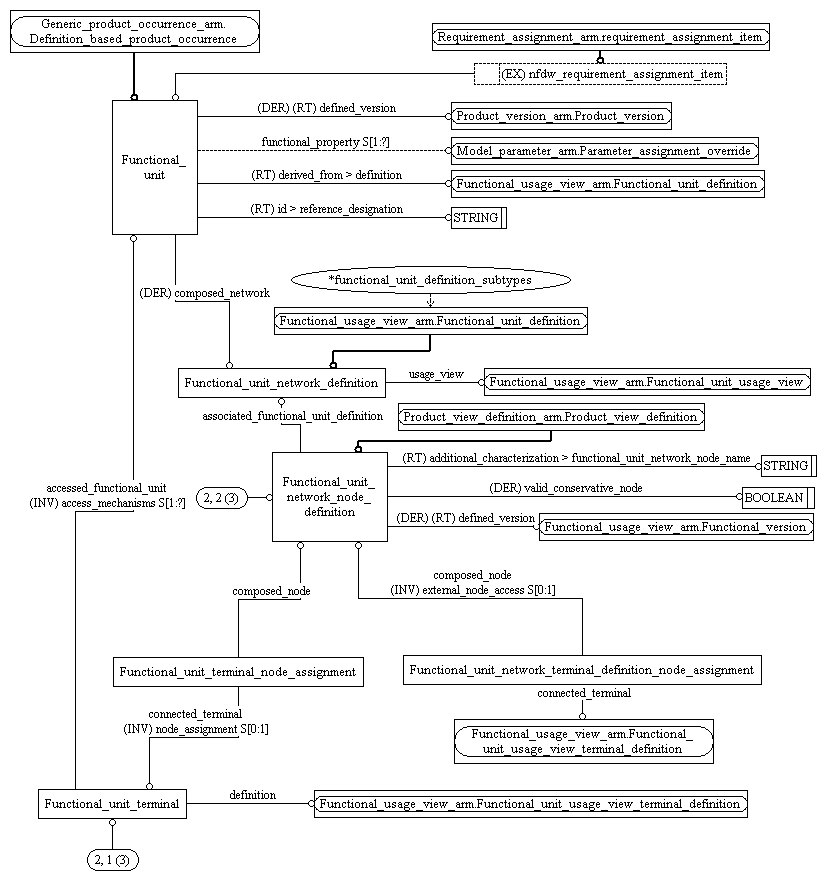 Generic_product_occurrence_arm.
Definition_based_product_occurrence
Requirement_assignment_arm.requirement_assignment_item
(EX) nfdw_requirement_assignment_item
(DER) (RT) defined_version
Product_version_arm.Product_version
functional_property S[1:?]
Model_parameter_arm.Parameter_assignment_override
Functional_
unit
(RT) derived_from > definition
Functional_usage_view_arm.Functional_unit_definition
(RT) id > reference_designation
STRING
*functional_unit_definition_subtypes
(DER) composed_network
Functional_usage_view_arm.Functional_unit_definition
Functional_unit_network_definition
usage_view
Functional_usage_view_arm.Functional_unit_usage_view
associated_functional_unit_definition
Product_view_definition_arm.Product_view_definition
(RT) additional_characterization > functional_unit_network_node_name
STRING
Functional_unit_
network_node_
definition
2, 2 (3)
(DER) valid_conservative_node
BOOLEAN
(DER) (RT) defined_version
Functional_usage_view_arm.Functional_version
accessed_functional_unit
(INV) access_mechanisms S[1:?]
composed_node
composed_node
(INV) external_node_access S[0:1]
Functional_unit_terminal_node_assignment
Functional_unit_network_terminal_definition_node_assignment
connected_terminal
(INV) node_assignment S[0:1]
connected_terminal
Functional_usage_view_arm.Functional_
unit_usage_view_terminal_definition
Functional_unit_terminal
definition
Functional_usage_view_arm.Functional_unit_usage_view_terminal_definition
2, 1 (3)